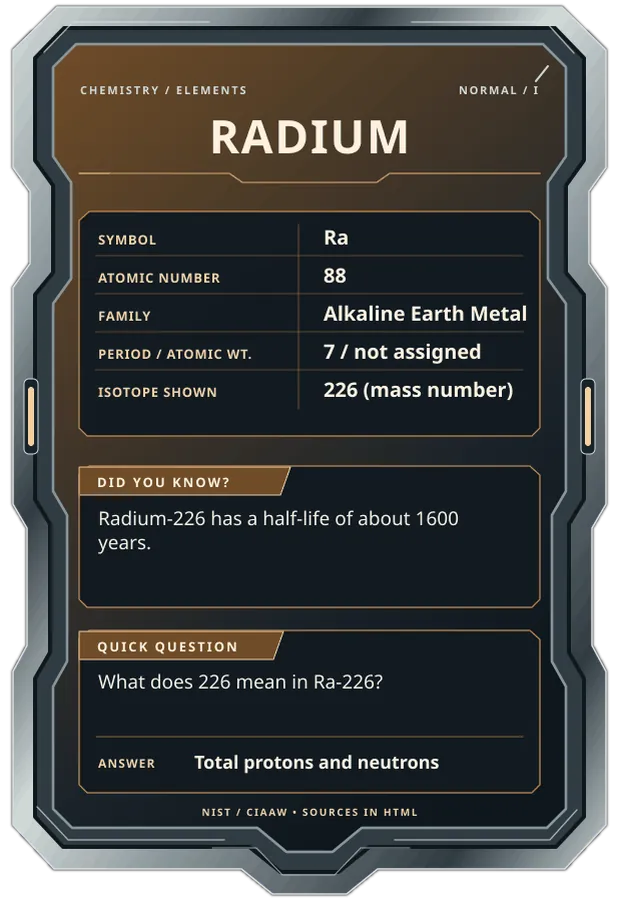 CHEMISTRY / ELEMENTS
NORMAL / I
RADIUM
SYMBOL Ra
ATOMIC NUMBER 88
FAMILY Alkaline Earth Metal
PERIOD / ATOMIC WT. 7 / not assigned
ISOTOPE SHOWN 226 (mass number)
DID YOU KNOW?
Radium-226 has a half-life of about 1600
years.
QUICK QUESTION
What does 226 mean in Ra-226?
ANSWER Total protons and neutrons
NIST / CIAAW • SOURCES IN HTML